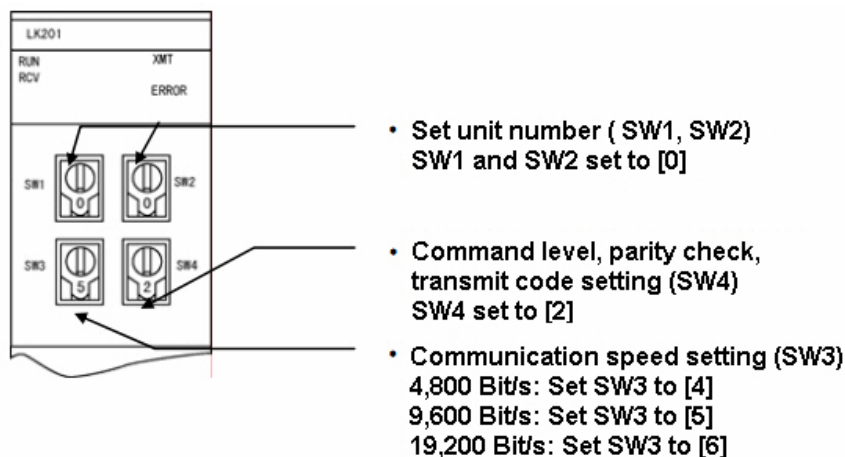 LK201
RUN XMT
RCV
ERROR
SW1 0 0 SW2
SW3 5 2 SW4
• Set unit number ( SW1, SW2)
SW1 and SW2 set to [0]
• Command level, parity check,
transmit code setting (SW4)
SW4 set to [2]
• Communication speed setting (SW3)
4,800 Bit/s: Set SW3 to [4]
9,600 Bit/s: Set SW3 to [5]
19,200 Bit/s: Set SW3 to [6]